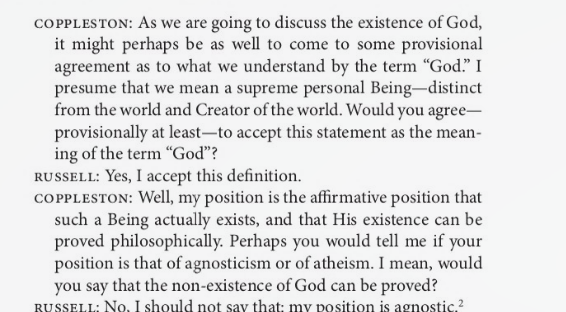 COPPLESTON: As we are going to discuss the existence of God,
it might perhaps be as well to come to some provisional
agreement as to what we understand by the term “God.” I
presume that we mean a supreme personal Being—distinct
from the world and Creator of the world. Would you agree—
provisionally at least—to accept this statement as the mean-
ing of the term “God”?
RUSSELL: Yes, I accept this definition.
COPPLESTON: Well, my position is the affirmative position that
such a Being actually exists, and that His existence can be
proved philosophically. Perhaps you would tell me if your
position is that of agnosticism or of atheism. I mean, would
you say that the non-existence of God can be proved?
RUSSELL: No, I should not say that: my position is agnostic.2